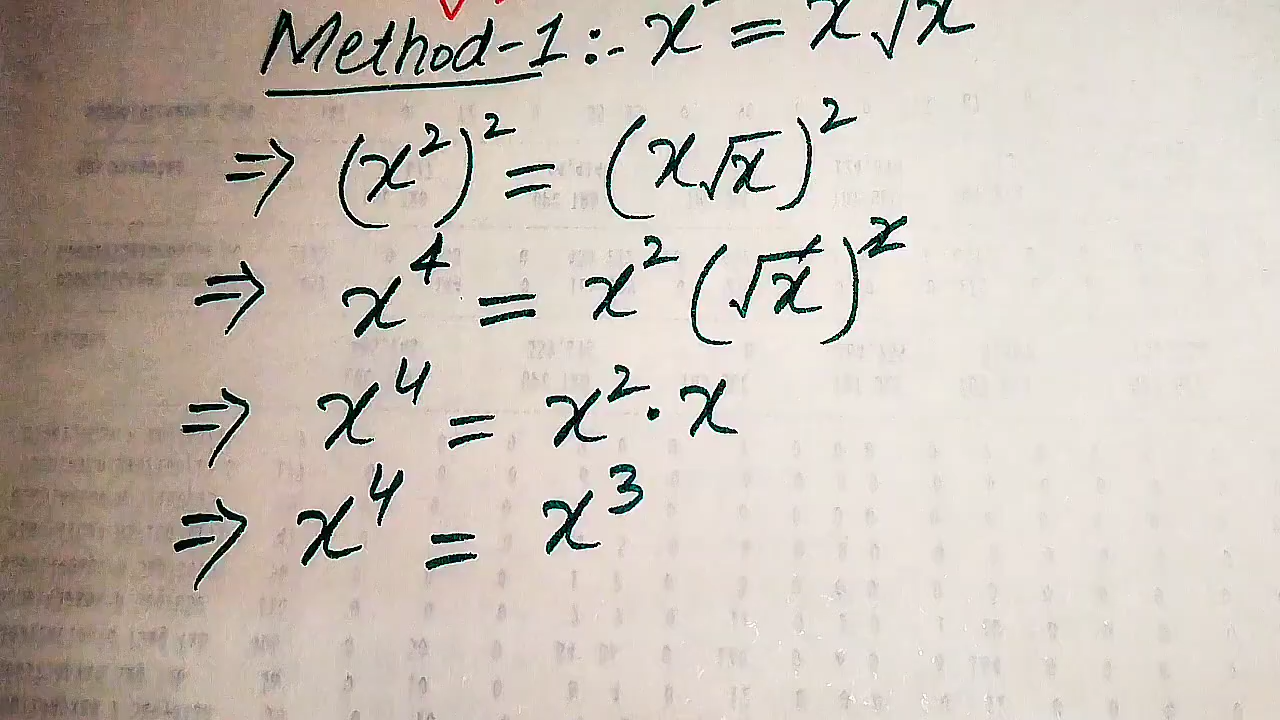 Method-1:- x² = x√x
⇒ (x²)² = (x√x)²
⇒ x⁴ = x²(√x)²
⇒ x⁴ = x²·x
⇒ x⁴ = x³